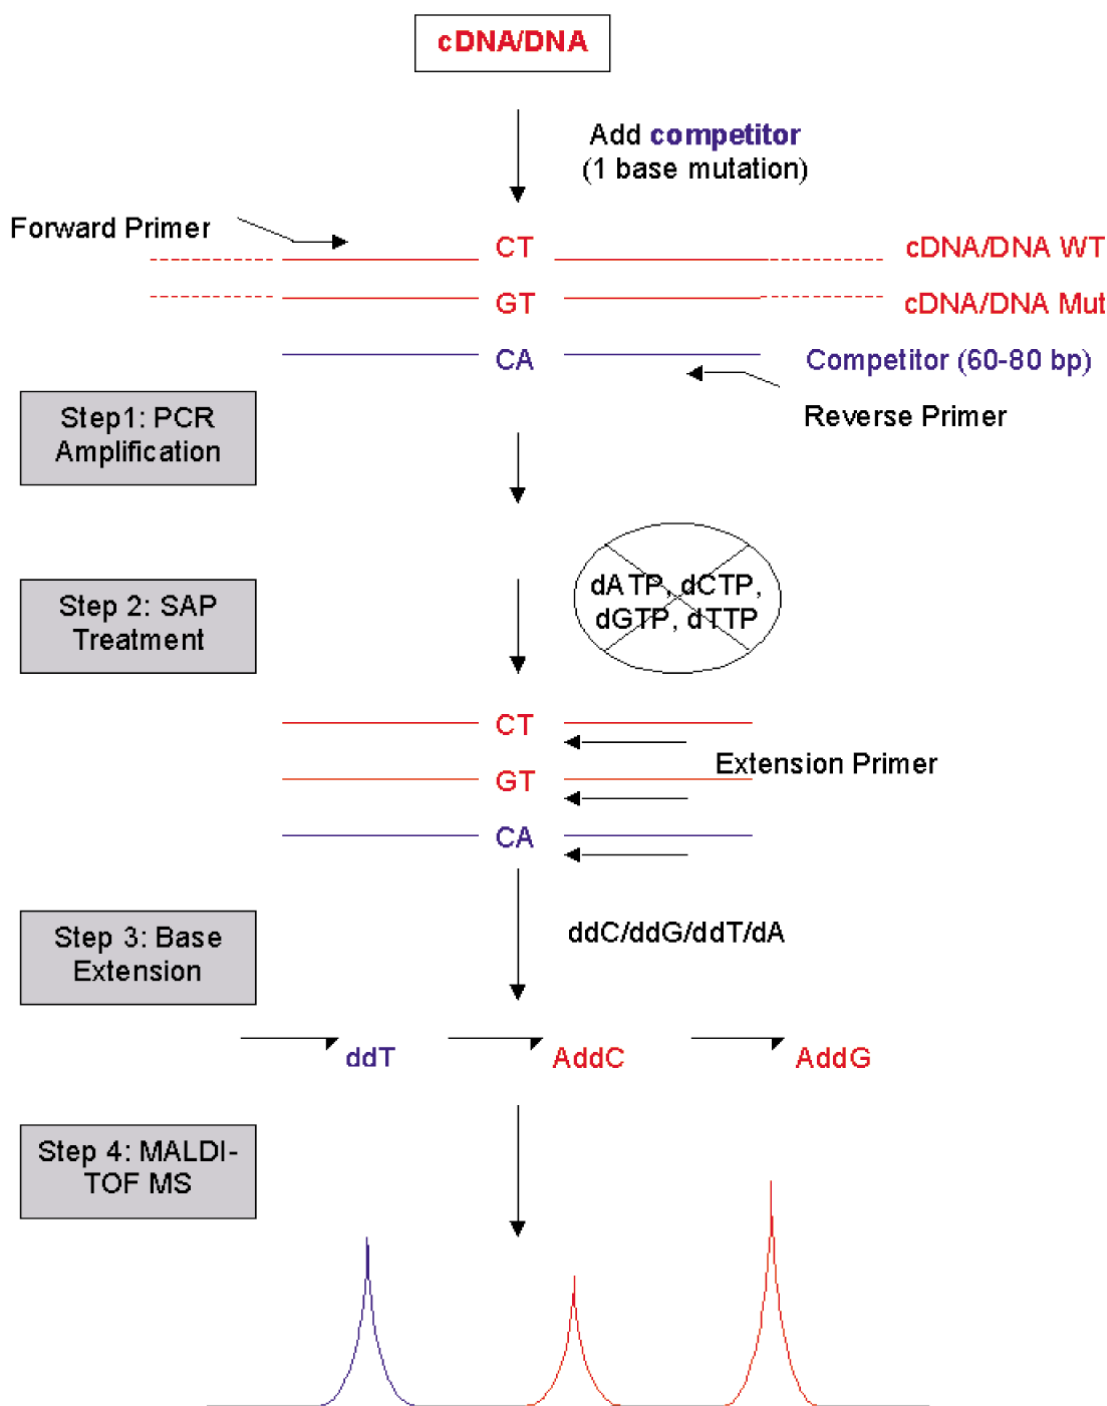 cDNA/DNA
Add competitor
(1 base mutation)
Forward Primer
CT
cDNA/DNA WT
GT
cDNA/DNA Mut
CA
Competitor (60-80 bp)
Reverse Primer
Step1: PCR
Amplification
dATP, dCTP,
dGTP, dTTP
Step 2: SAP
Treatment
CT
Extension Primer
GT
CA
Step 3: Base
Extension
ddC/ddG/ddT/dA
ddT
AddC
AddG
Step 4: MALDI-
TOF MS